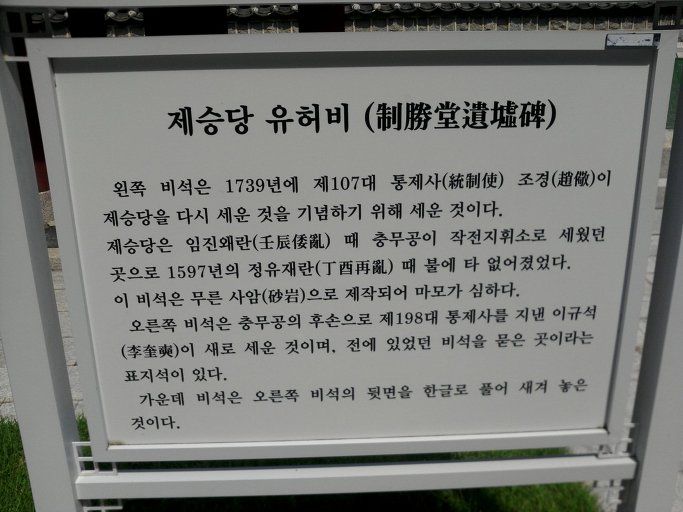 제승당 유허비 (制勝堂遺墟碑)
왼쪽 비석은 1739년에 제107대 통제사(統制使) 조경(趙儆)이
제승당을 다시 세운 것을 기념하기 위해 세운 것이다.
제승당은 임진왜란(壬辰倭亂) 때 충무공이 작전지휘소로 세웠던
곳으로 1597년의 정유재란(丁酉再亂) 때 불에 타 없어졌었다.
이 비석은 무른 사암(砂岩)으로 제작되어 마모가 심하다.
오른쪽 비석은 충무공의 후손으로 제198대 통제사를 지낸 이규석
(李奎奭)이 새로 세운 것이며, 전에 있었던 비석을 묻은 곳이라는
표지석이 있다.
가운데 비석은 오른쪽 비석의 뒷면을 한글로 풀어 새겨 놓은
것이다.